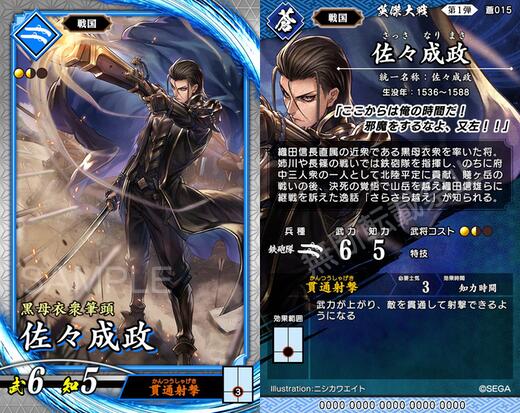 戦国
SAMPLE
黒母衣衆筆頭
佐々成政
武6 知5
かんつうしゃげき
貫通射撃
3
蒼
戦国
英傑大戦
第1弾
蒼015
さっさ なりまさ
佐々成政
統一名称:佐々成政
生没年:1536~1588
「ここからは俺の時間だ!
邪魔をするなよ、又左!!」
織田信長直属の近衆である黒母衣衆を率いた将。
姉川や長篠の戦いでは鉄砲隊を指揮し、のちに府
中三人衆の一人として北陸平定に貢献。賤ヶ岳
の戦いの後、決死の覚悟で山岳を越え織田信雄らに
継戦を訴えた逸話「さらさら越え」が知られる。
無断転載
兵種 武力 知力 武将コスト
鉄砲隊 6 5 特技
かんつうしゃげき 必要士気 効果時間
貫通射撃 3 知力時間
効果範囲
武力が上がり、敵を貫通して射撃できるよ
うになる
Illustration:ニシカワエイト
©SEGA
0000 0000 0000 0000 0000